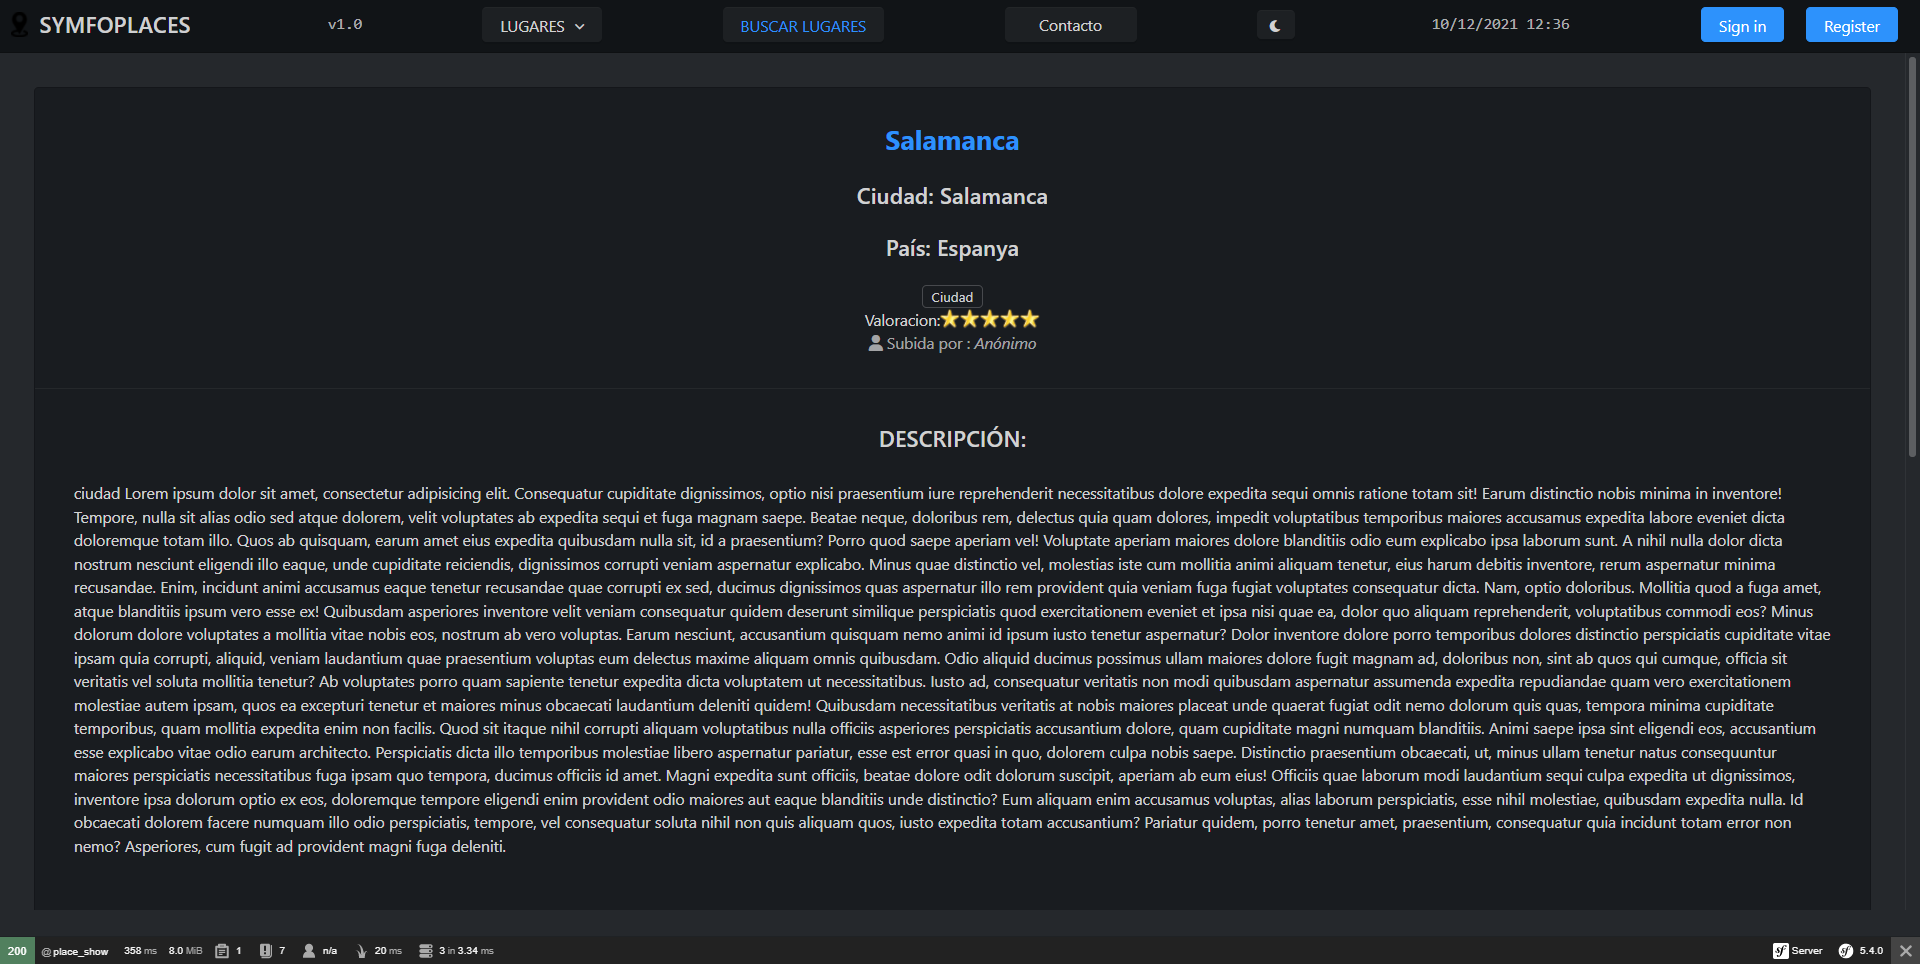 SYMFOPLACES v1.0 LUGARES BUSCAR LUGARES Contacto 10/12/2021 12:36 Sign in Register
Salamanca
Ciudad: Salamanca
País: Espanya
Ciudad
Valoracion:
Subida por : Anónimo
DESCRIPCIÓN:
ciudad Lorem ipsum dolor sit amet, consectetur adipisicing elit. Consequatur cupiditate dignissimos, optio nisi praesentium iure reprehenderit necessitatibus dolore expedita sequi omnis ratione totam sit! Earum distinctio nobis minima in inventore!
Tempore, nulla sit alias odio sed atque dolorem, velit voluptates ab expedita sequi et fuga magnam saepe. Beatae neque, doloribus rem, delectus quia quam dolores, impedit voluptatibus temporibus maiores accusamus expedita labore eveniet dicta
doloremque totam illo. Quos ab quisquam, earum amet eius expedita quibusdam nulla sit, id a praesentium? Porro quod saepe aperiam vel! Voluptate aperiam maiores dolore blanditiis odio eum explicabo ipsa laborum sunt. A nihil nulla dolor dicta
nostrum nesciunt eligendi illo eaque, unde cupiditate reiciendis, dignissimos corrupti veniam aspernatur explicabo. Minus quae distinctio vel, molestias iste cum mollitia animi aliquam tenetur, eius harum debitis inventore, rerum aspernatur minima
recusandae. Enim, incidunt animi accusamus eaque tenetur recusandae quae corrupti ex sed, ducimus dignissimos quas aspernatur illo rem provident quia veniam fuga fugiat voluptates consequatur dicta. Nam, optio doloribus. Mollitia quod a fuga amet,
atque blanditiis ipsum vero esse ex! Quibusdam asperiores inventore velit veniam consequatur quidem deserunt similique perspiciatis quod exercitationem eveniet et ipsa nisi quae ea, dolor quo aliquam reprehenderit, voluptatibus commodi eos? Minus
dolorum dolore voluptates a mollitia vitae nobis eos, nostrum ab vero voluptas. Earum nesciunt, accusantium quisquam nemo animi id ipsum iusto tenetur aspernatur? Dolor inventore dolore porro temporibus dolores distinctio perspiciatis cupiditate vitae
ipsam quia corrupti, aliquid, veniam laudantium quae praesentium voluptas eum delectus maxime aliquam omnis quibusdam. Odio aliquid ducimus possimus ullam maiores dolore fugit magnam ad, doloribus non, sint ab quos qui cumque, officia sit
veritatis vel soluta mollitia tenetur? Ab voluptates porro quam sapiente tenetur expedita dicta voluptatem ut necessitatibus. Iusto ad, consequatur veritatis non modi quibusdam aspernatur assumenda expedita repudiandae quam vero exercitationem
molestiae autem ipsam, quos ea excepturi tenetur et maiores minus obcaecati laudantium deleniti quidem! Quibusdam necessitatibus veritatis at nobis maiores placeat unde quaerat fugiat odit nemo dolorum quis quas, tempora minima cupiditate
temporibus, quam mollitia expedita enim non facilis. Quod sit itaque nihil corrupti aliquam voluptatibus nulla officiis asperiores perspiciatis accusantium dolore, quam cupiditate magni numquam blanditiis. Animi saepe ipsa sint eligendi eos, accusantium
esse explicabo vitae odio earum architecto. Perspiciatis dicta illo temporibus molestiae libero aspernatur pariatur, esse est error quasi in quo, dolorem culpa nobis saepe. Distinctio praesentium obcaecati, ut, minus ullam tenetur natus consequuntur
maiores perspiciatis necessitatibus fuga ipsam quo tempora, ducimus officiis id amet. Magni expedita sunt officiis, beatae dolore odit dolorum suscipit, aperiam ab eum eius! Officiis quae laborum modi laudantium sequi culpa expedita ut dignissimos,
inventore ipsa dolorum optio ex eos, doloremque tempore eligendi enim provident odio maiores aut eaque blanditiis unde distinctio? Eum aliquam enim accusamus voluptas, alias laborum perspiciatis, esse nihil molestiae, quibusdam expedita nulla. Id
obcaecati dolorem facere numquam illo odio perspiciatis, tempore, vel consequatur soluta nihil non quis aliquam quos, iusto expedita totam accusantium? Pariatur quidem, porro tenetur amet, praesentium, consequatur quia incidunt totam error non
nemo? Asperiores, cum fugit ad provident magni fuga deleniti.
200 @place_show 358 ms 8.0 MiB 1 7 n/a 20 ms 3 in 3.34 ms Server 5.4.0